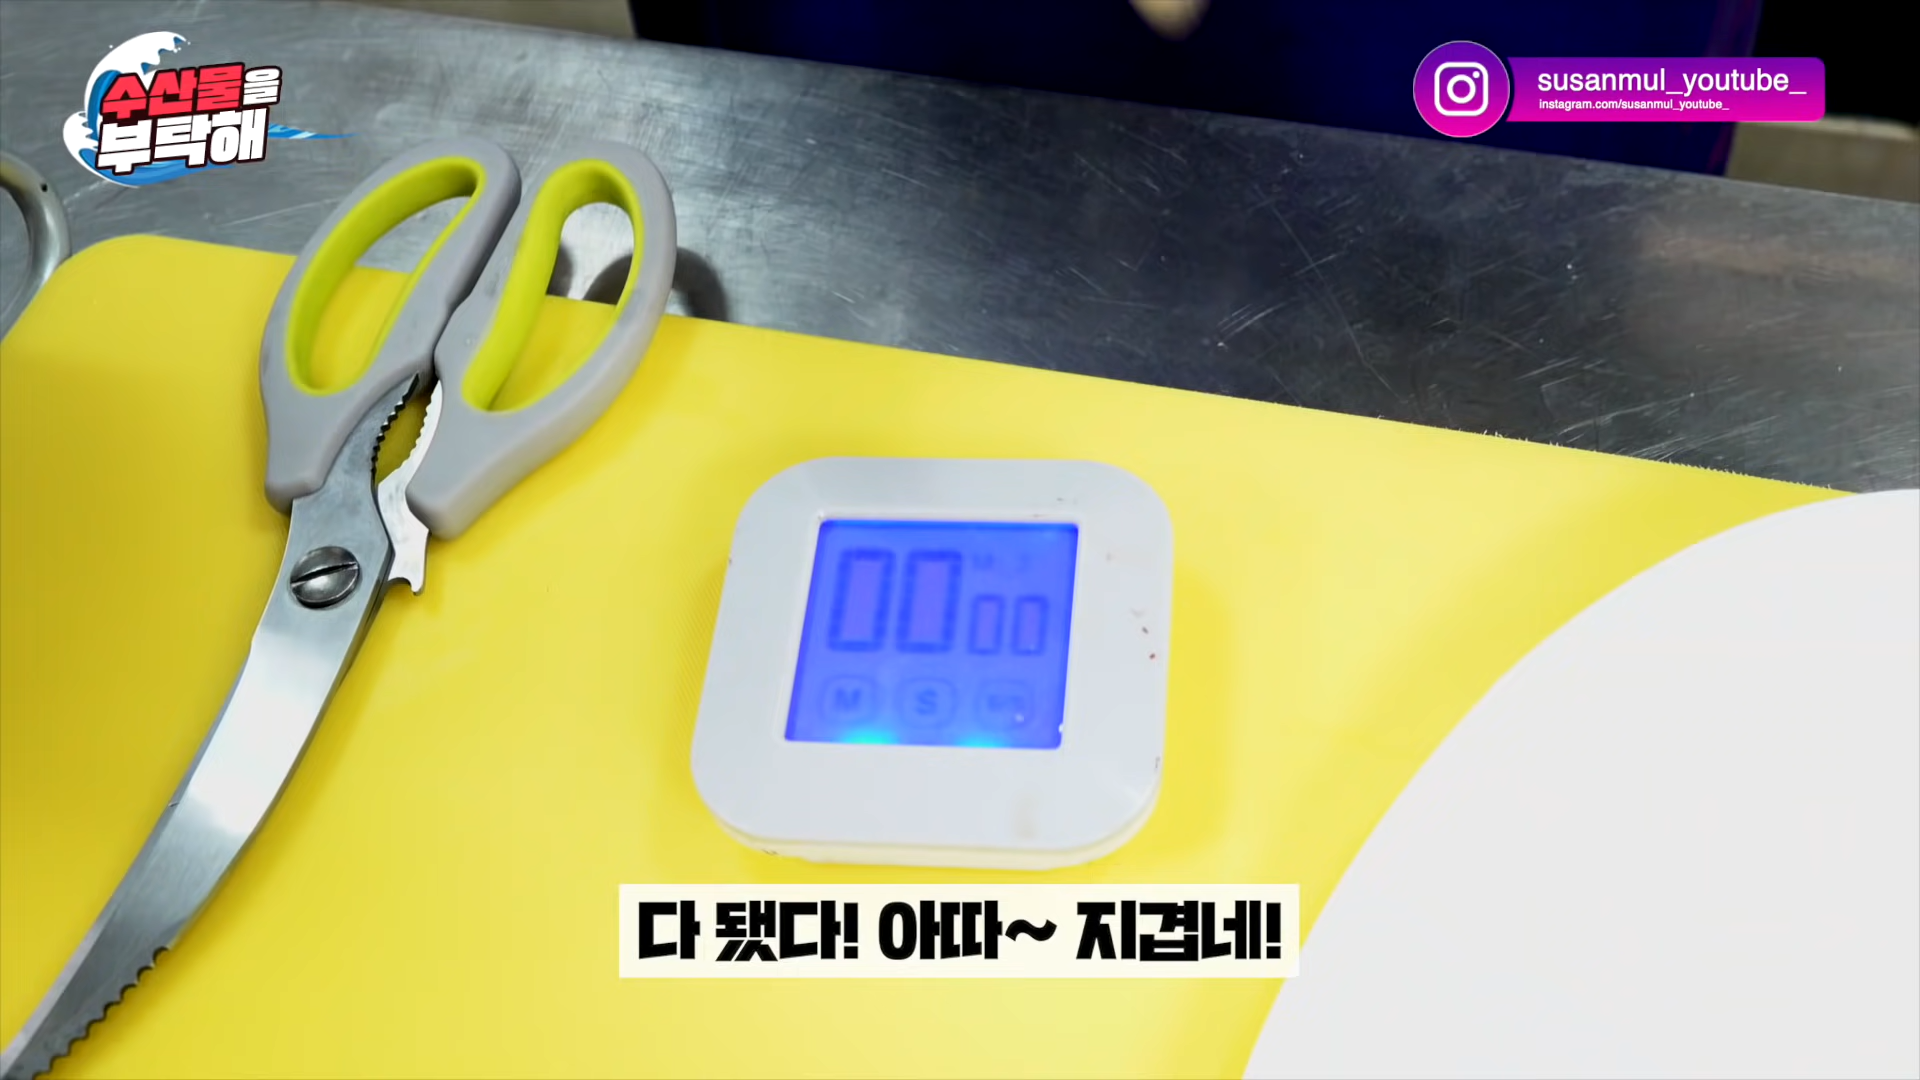 수산물을
부탁해
susanmul_youtube_
instagram.com/susanmul_youtube_
00 00
M S
다 됐다! 아따~ 지겹네!